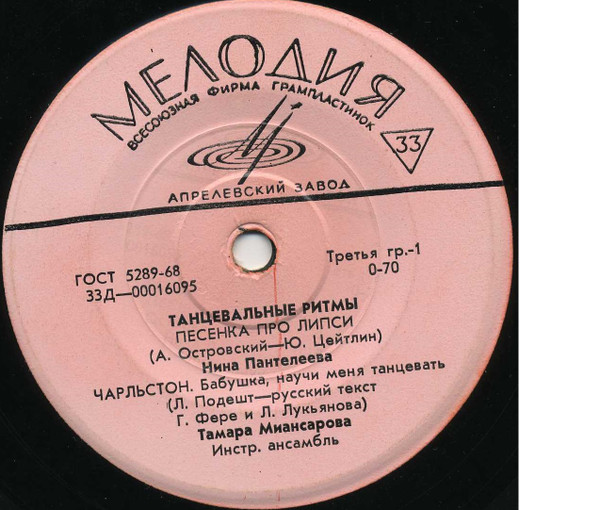 МЕЛОДИЯ
ВСЕСОЮЗНАЯ ФИРМА ГРАМПЛАСТИНОК
33
АПРЕЛЕВСКИЙ ЗАВОД
ГОСТ 5289-68
33Д—00016095
Третья гр.-1
0-70
ТАНЦЕВАЛЬНЫЕ РИТМЫ
ПЕСЕНКА ПРО ЛИПСИ
(А. Островский—Ю. Цейтлин)
Нина Пантелеева
ЧАРЛЬСТОН. Бабушка, научи меня танцевать
(Л. Подешт—русский текст
Г. Фере и Л. Лукьянова)
Тамара Миансарова
Инстр. ансамбль